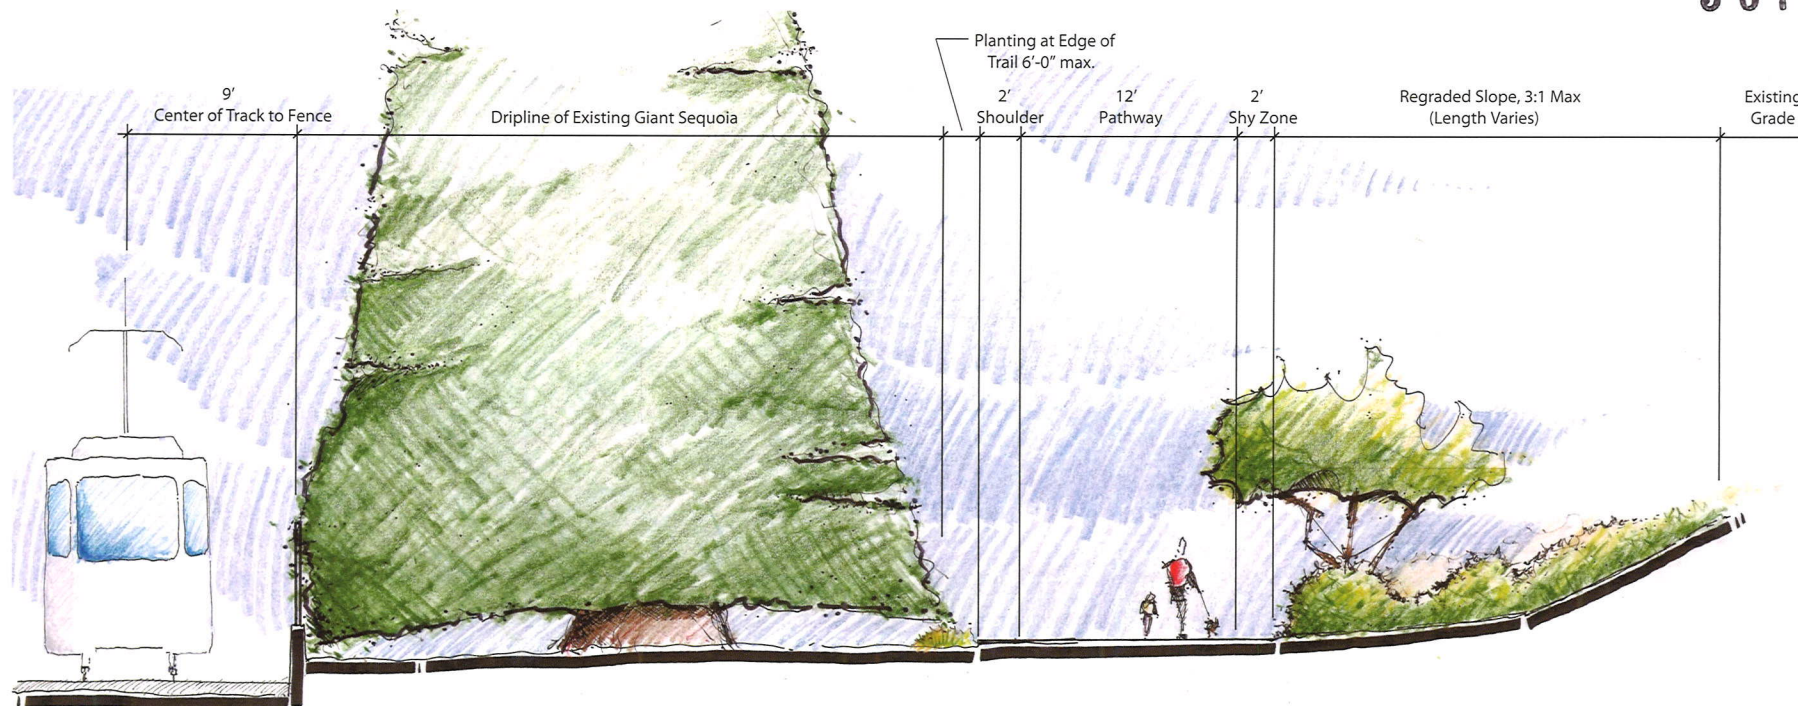 9’
Center of Track to Fence
Dripline of Existing Giant Sequoia
Planting at Edge of
Trail 6’-0” max.
2’
Shoulder
12’
Pathway
2’
Shy Zone
Regraded Slope, 3:1 Max
(Length Varies)
Existing
Grade